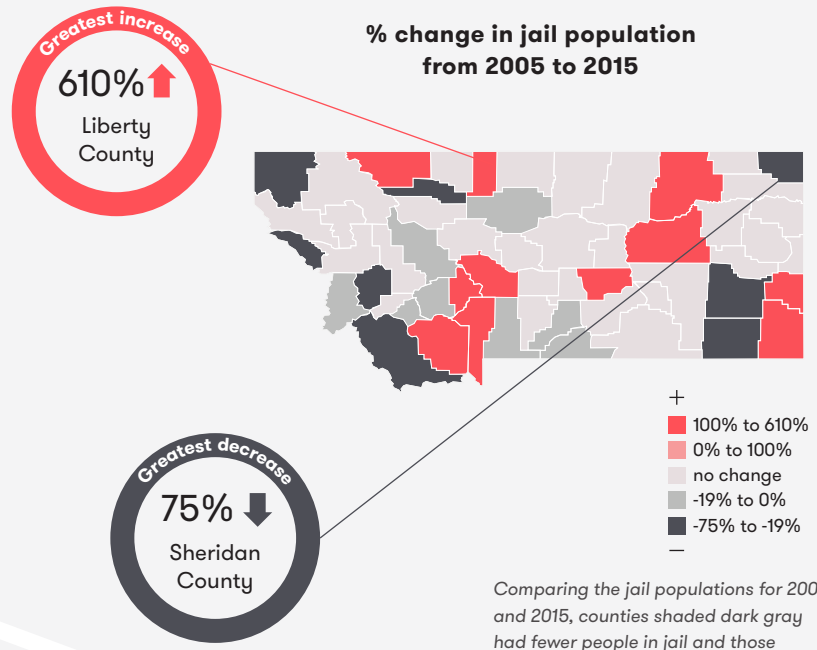 Greatest increase
610%
Liberty
County
% change in jail population
from 2005 to 2015
+
100% to 610%
0% to 100%
no change
-19% to 0%
-75% to -19%
−
Greatest decrease
75%
Sheridan
County
Comparing the jail populations for 200
and 2015, counties shaded dark gray
had fewer people in jail and those